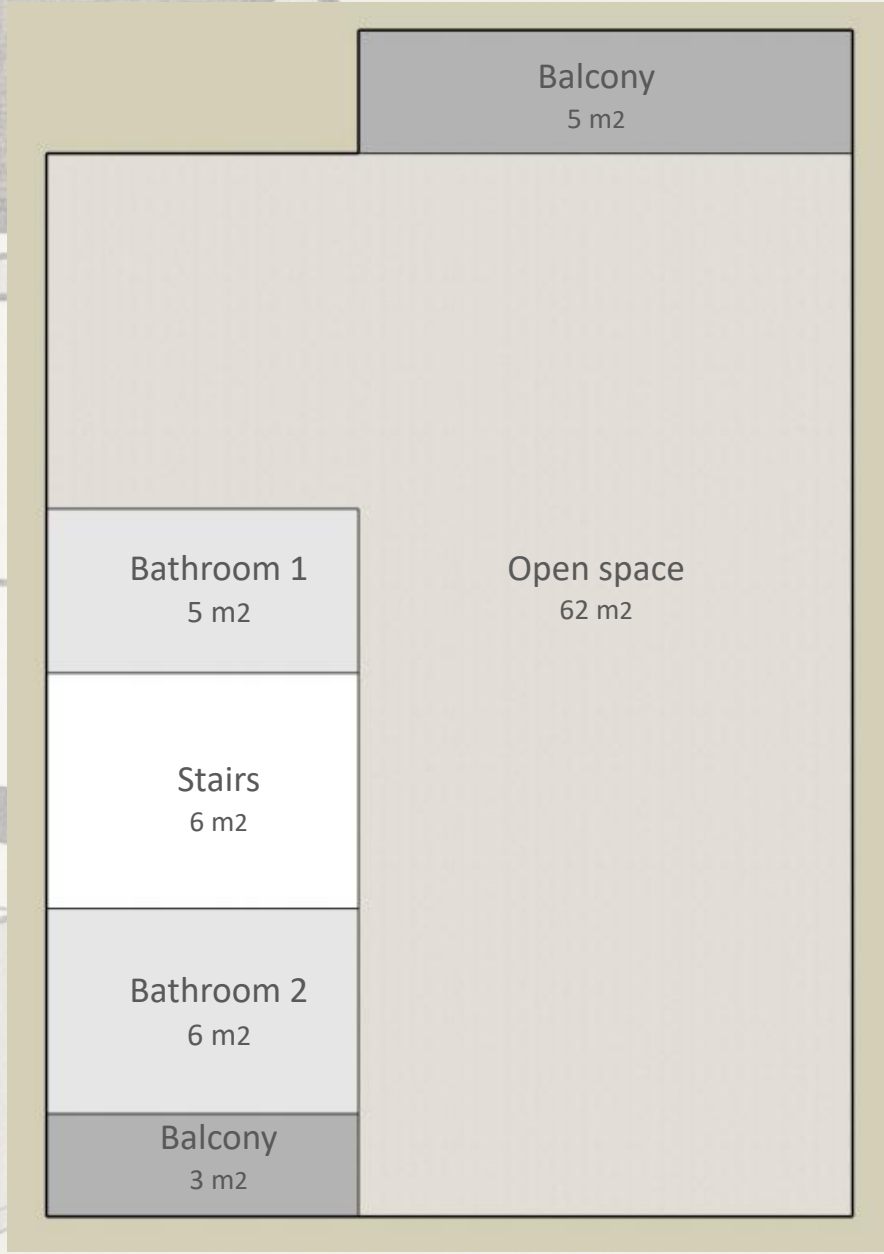 Balcony
5 m2
Bathroom 1
5 m2
Open space
62 m2
Stairs
6 m2
Bathroom 2
6 m2
Balcony
3 m2